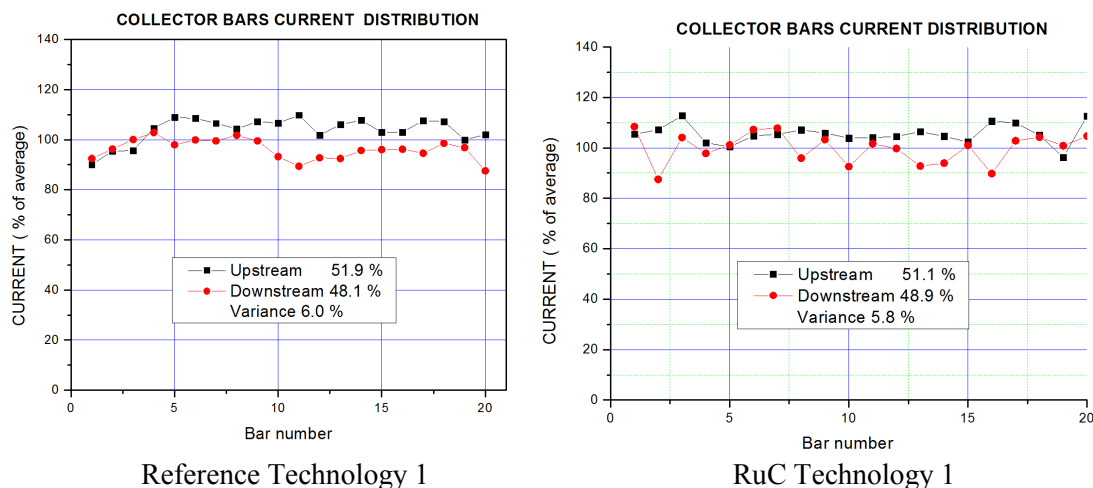 COLLECTOR BARS CURRENT DISTRIBUTION
140
120
100
80
60
40
20
0
CURRENT ( % of average)
Upstream 51.9 %
Downstream 48.1 %
Variance 6.0 %
0 5 10 15 20
Bar number
Reference Technology 1
COLLECTOR BARS CURRENT DISTRIBUTION
140
120
100
80
60
40
20
0
CURRENT ( % of average)
Upstream 51.1 %
Downstream 48.9 %
Variance 5.8 %
0 5 10 15 20
Bar number
RuC Technology 1